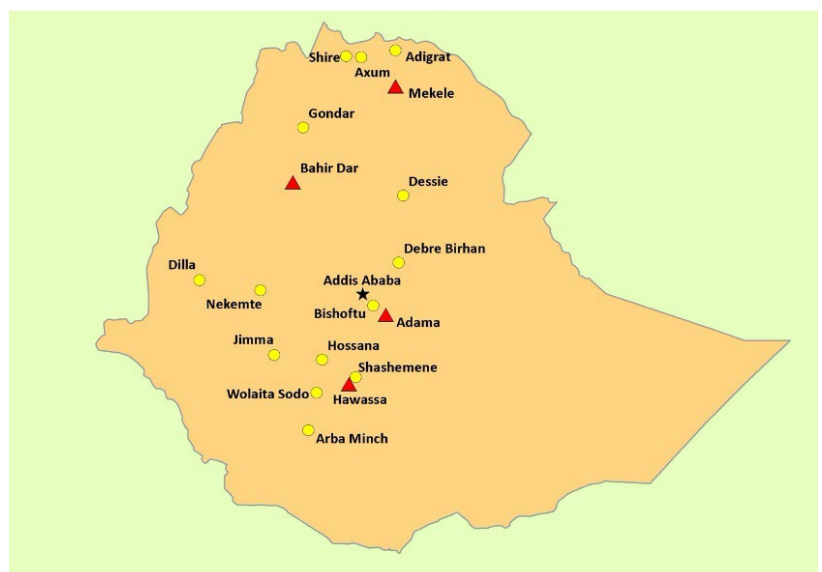 Shire
Adigrat
Axum
Mekele
Gondar
Bahir Dar
Dessie
Debre Birhan
Dilla
Addis Ababa
Nekemte
Bishoftu
Adama
Jimma
Hossana
Shashemene
Wolaita Sodo
Hawassa
Arba Minch